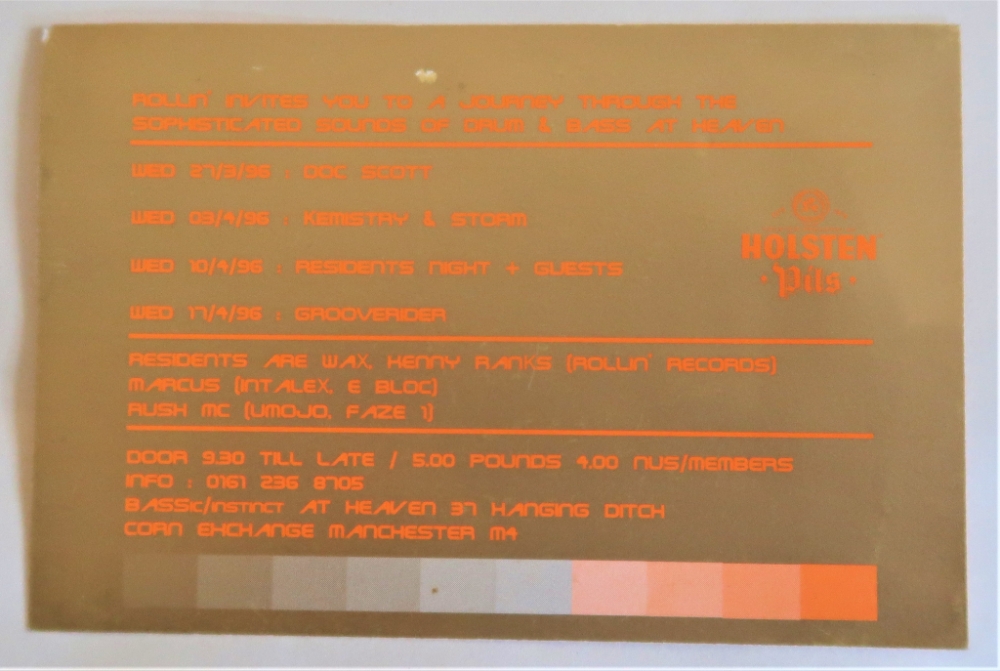 ROLLIN' INVITES YOU TO A JOURNEY THROUGH THE
SOPHISTICATED SOUNDS OF DRUM & BASS AT HEAVEN
WED 27/3/96 : DOC SCOTT
WED 03/4/96 : KEMISTRY & STORM
HOLSTEN
Pils
WED 10/4/96 : RESIDENTS NIGHT + GUESTS
WED 17/4/96 : GROOVERIDER
RESIDENTS ARE WAX, KENNY RANKS (ROLLIN' RECORDS)
MARCUS (INTALEX, E BLOC)
RUSH MC (UMOJO, FAZE 1)
DOOR 9.30 TILL LATE / 5.00 POUNDS 4.00 NUS/MEMBERS
INFO : 0161 236 8705
BASSIC/INSTINCT AT HEAVEN 37 HANGING DITCH
CORN EXCHANGE MANCHESTER M4